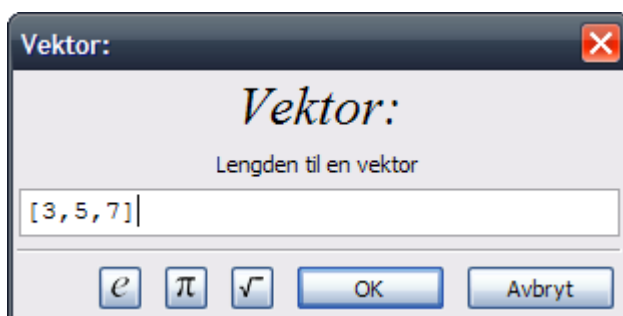 Vektor:
Vektor:
Lengden til en vektor
[3,5,7]
e π √ OK Avbryt